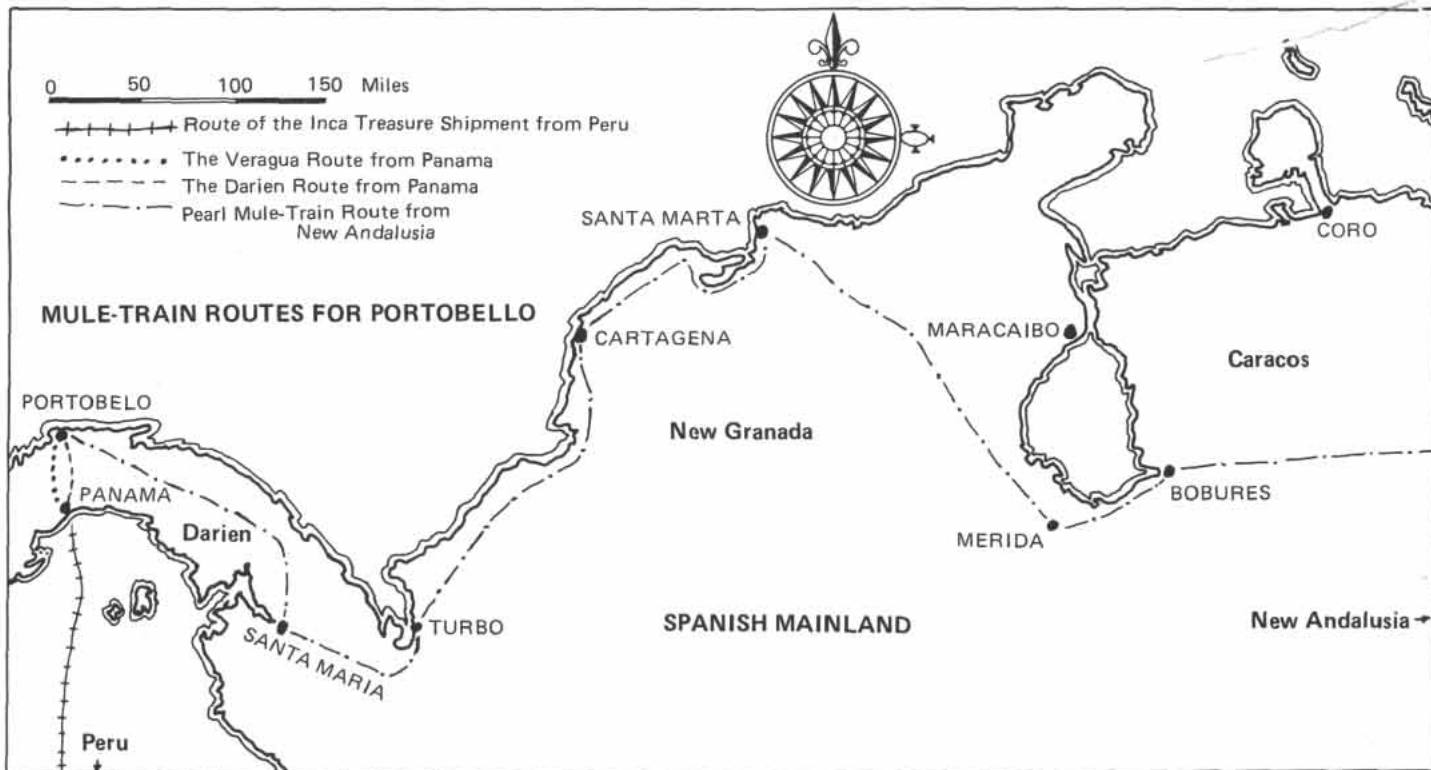 0 50 100 150 Miles
Route of the Inca Treasure Shipment from Peru
The Veragua Route from Panama
The Darien Route from Panama
Pearl Mule-Train Route from
New Andalusia
SANTA MARTA
CORO
MULE-TRAIN ROUTES FOR PORTOBELLO
CARTAGENA
MARACAIBO
Caracos
PORTOBELO
New Granada
PANAMA
BOBURES
Darien
MERIDA
TURBO
SPANISH MAINLAND
New Andalusia
SANTA MARIA
Peru